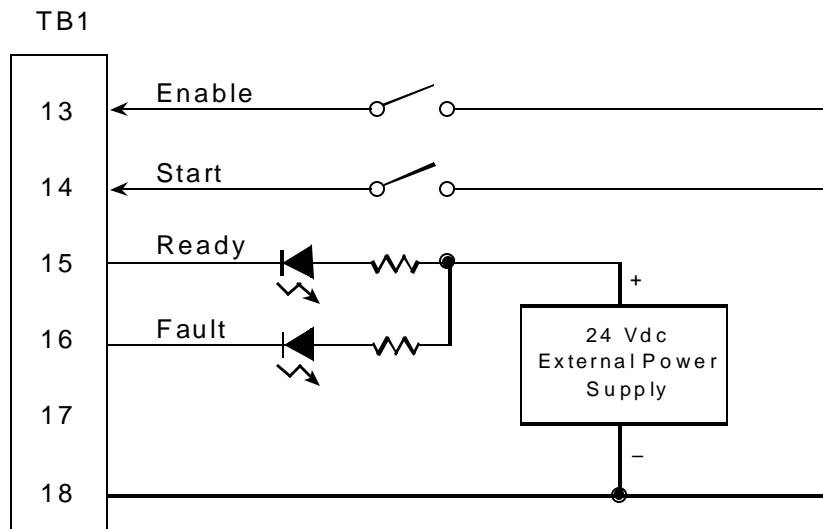 TB1
13
Enable
14
Start
15
Ready
+
16
Fault
24 Vdc
External Power
Supply
17
–
18